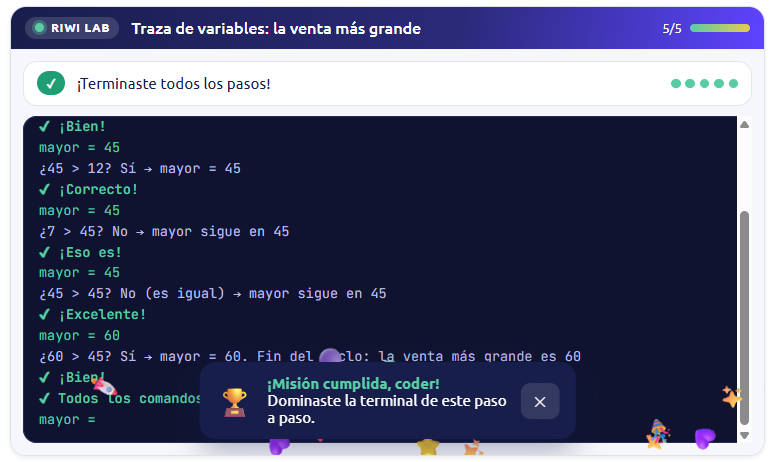 RIWI LAB
Traza de variables: la venta más grande
5/5
¡Terminaste todos los pasos!
✔ ¡Bien!
mayor = 45
¿45 > 12? Sí → mayor = 45
✔ ¡Correcto!
mayor = 45
¿7 > 45? No → mayor sigue en 45
✔ ¡Eso es!
mayor = 45
¿45 > 45? No (es igual) → mayor sigue en 45
✔ ¡Excelente!
mayor = 60
¿60 > 45? Sí → mayor = 60. Fin del la venta más grande es 60
✔ ¡Bien!
✔ Todos los comandos
mayor =
¡Misión cumplida, coder!
Dominaste la terminal de este paso
a paso.